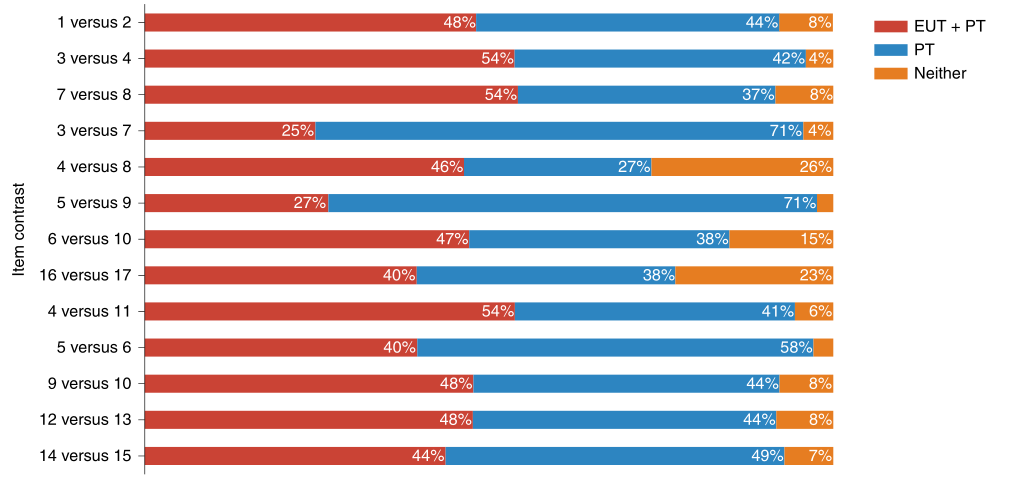 1 versus 2 48% 44% 8%
3 versus 4 54% 42% 4%
7 versus 8 54% 37% 8%
3 versus 7 25% 71% 4%
4 versus 8 46% 27% 26%
5 versus 9 27% 71%
6 versus 10 47% 38% 15%
16 versus 17 40% 38% 23%
4 versus 11 54% 41% 6%
5 versus 6 40% 58%
9 versus 10 48% 44% 8%
12 versus 13 48% 44% 8%
14 versus 15 44% 49% 7%
Item contrast
EUT + PT
PT
Neither